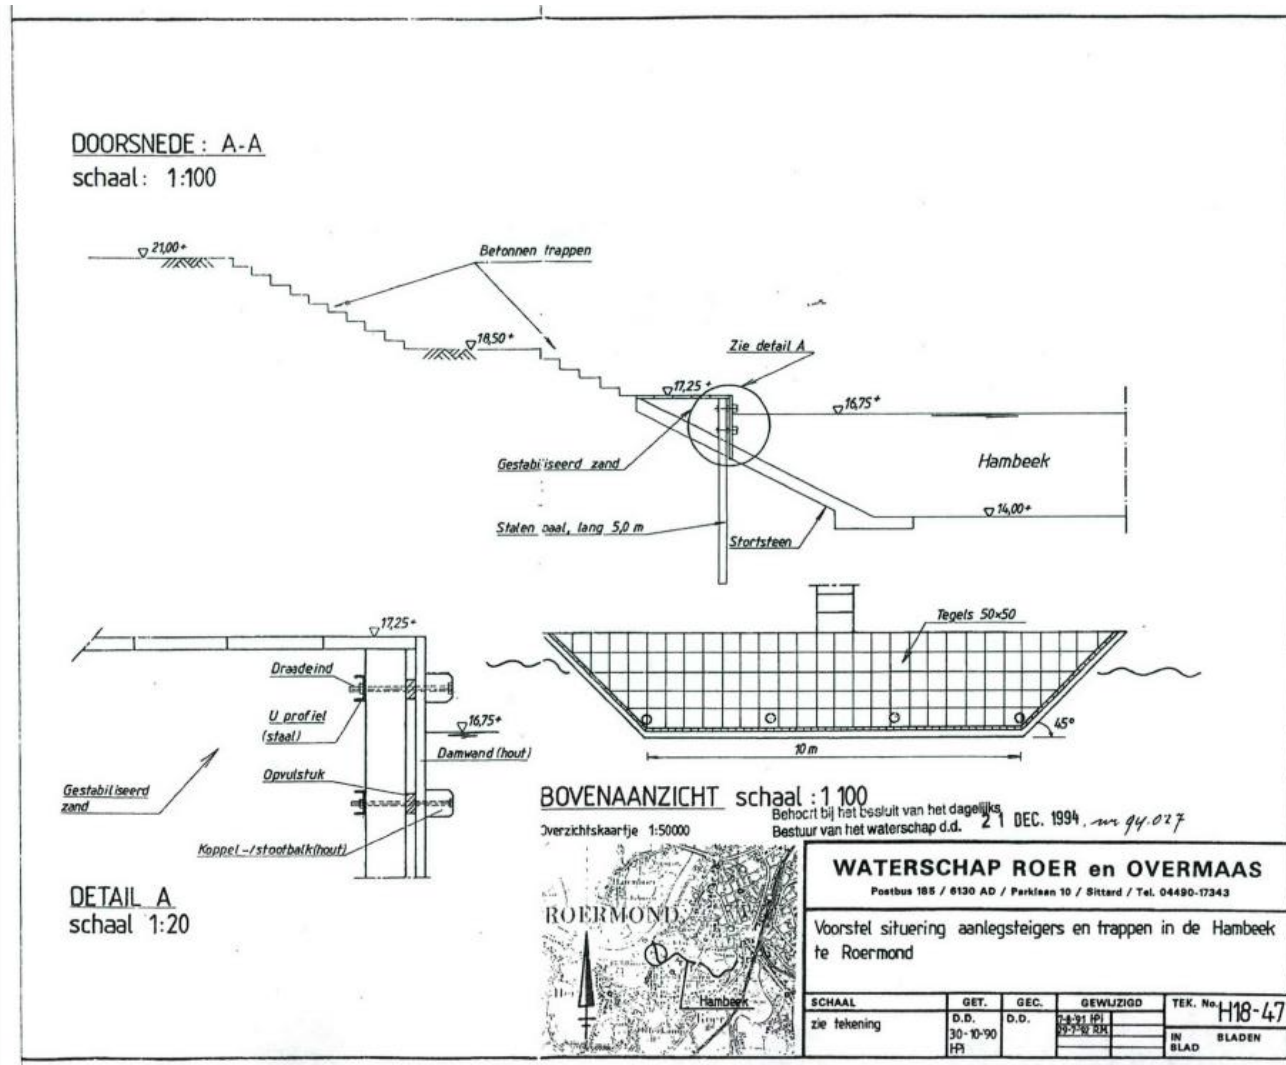 DOORSNEDE : A-A
schaal : 1:100
21,00+
Betonnen trappen
18,50+
Zie detail A
17,25+
16,75+
Gestabiliseerd zand
Hambeek
14,00+
Stalen paal, lang 5,0 m
Stortsteen
Tegels 50x50
45°
10 m
17,25+
Draadeind
U profiel
(staal)
16,75+
Damwand (hout)
Opvulstuk
Gestabiliseerd
zand
Koppel-/stootbalk(hout)
DETAIL A
schaal 1:20
BOVENAANZICHT schaal : 1 100
Behoort bij het besluit van het dagelijks
Bestuur van het waterschap d.d. 21 DEC. 1994. nr 94.027
Overzichtskaartje 1:50000
ROERMOND
Hambeek
WATERSCHAP ROER en OVERMAAS
Postbus 185 / 6130 AD / Parklaan 10 / Sittard / Tel. 04490-17343
Voorstel situering aanlegsteigers en trappen in de Hambeek
te Roermond
SCHAAL
zie tekening
GET.
D.D.
30-10-'90
HPJ
GEC.
D.D.
GEWIJZIGD
TEK. No. H18-47
IN BLADEN
BLAD